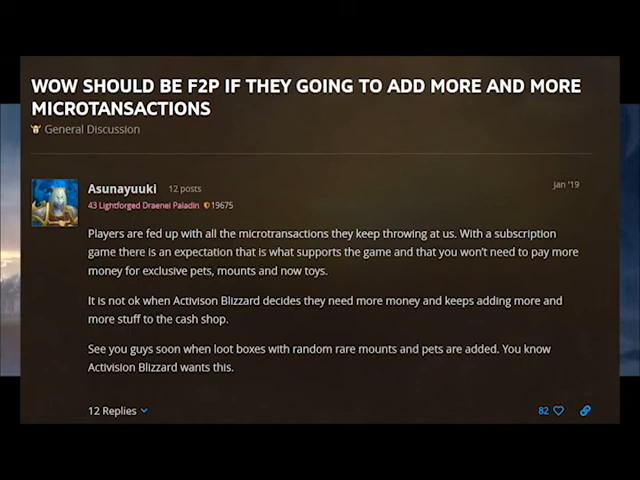 WOW SHOULD BE F2P IF THEY GOING TO ADD MORE AND MORE
MICROTANSACTIONS
General Discussion
Asunayuuki 12 posts
Jan '19
43 Lightforged Draenei Paladin 19675
Players are fed up with all the microtransactions they keep throwing at us. With a subscription
game there is an expectation that is what supports the game and that you won't need to pay more
money for exclusive pets, mounts and now toys.
It is not ok when Activison Blizzard decides they need more money and keeps adding more and
more stuff to the cash shop.
See you guys soon when loot boxes with random rare mounts and pets are added. You know
Activision Blizzard wants this.
12 Replies
82